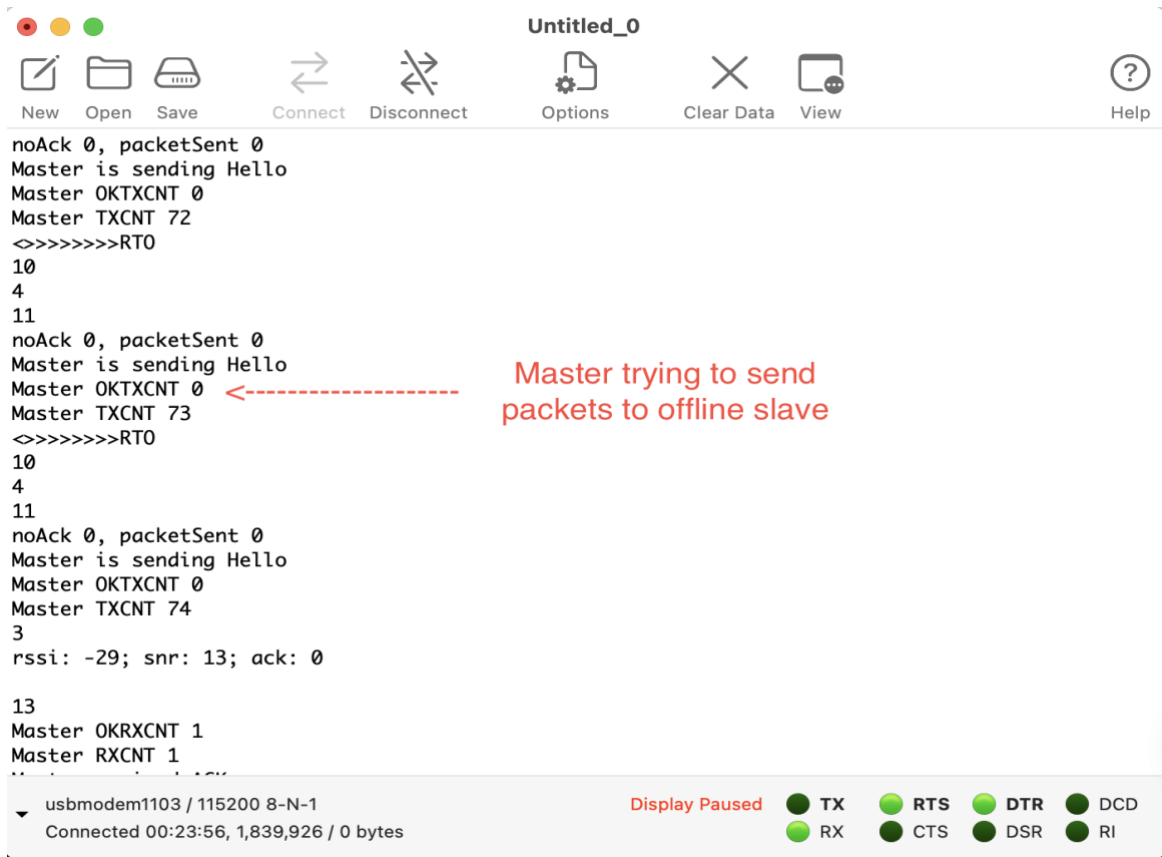 Untitled_0
New Open Save Connect Disconnect Options Clear Data View Help
noAck 0, packetSent 0
Master is sending Hello
Master OKTXCNT 0
Master TXCNT 72
<>>>>>>>>RTO
10
4
11
noAck 0, packetSent 0
Master is sending Hello
Master OKTXCNT 0
Master TXCNT 73
<>>>>>>>>RTO
10
4
11
noAck 0, packetSent 0
Master is sending Hello
Master OKTXCNT 0
Master TXCNT 74
3
rssi: -29; snr: 13; ack: 0
13
Master OKRXCNT 1
Master RXCNT 1
Master trying to send
packets to offline slave
usbmodem1103 / 115200 8-N-1
Connected 00:23:56, 1,839,926 / 0 bytes
Display Paused
TX RTS DTR DCD
RX CTS DSR RI